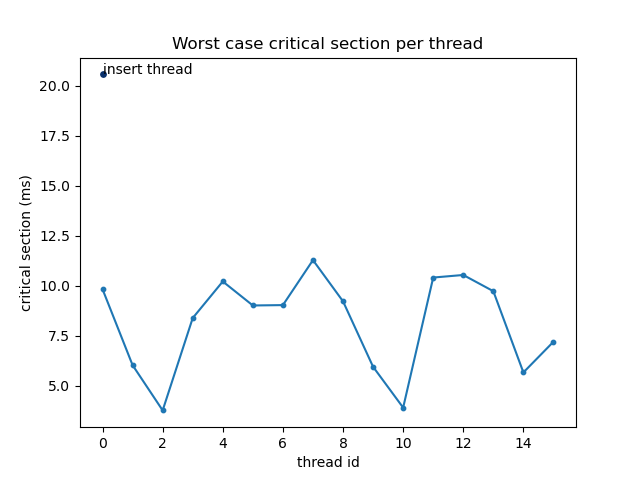 Worst case critical section per thread
insert thread
20.0
17.5
15.0
12.5
10.0
7.5
5.0
critical section (ms)
0 2 4 6 8 10 12 14
thread id